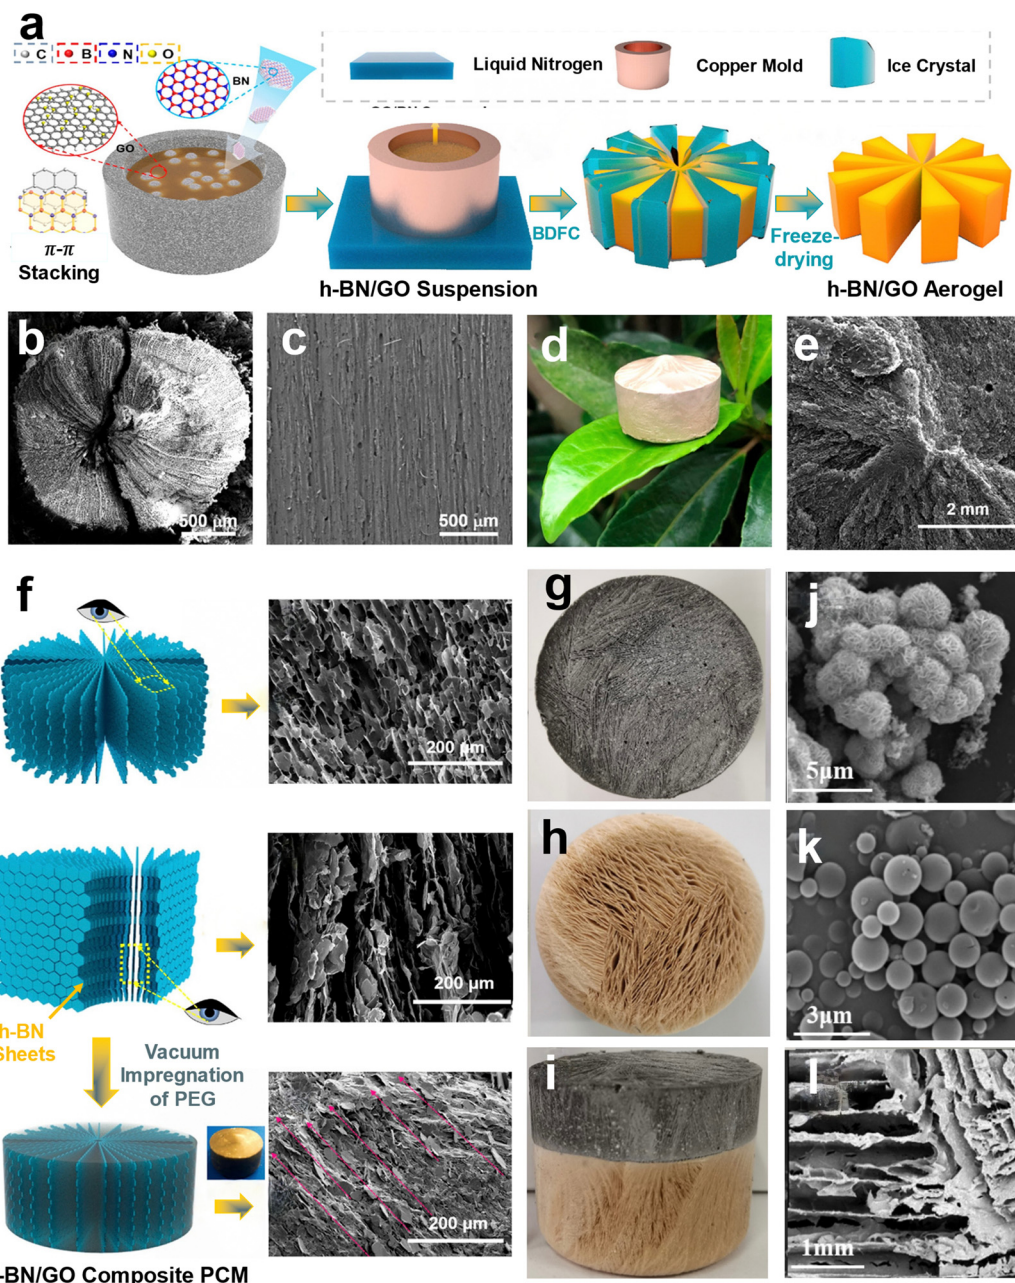 a
C B N O
BN
GO
π-π
Stacking
Liquid Nitrogen
Copper Mold
Ice Crystal
BDFC
Freeze-
drying
h-BN/GO Suspension
h-BN/GO Aerogel
b
500 μm
c
500 μm
d
e
2 mm
f
200 μm
g
j
5μm
200 μm
h-BN
Sheets
h
k
3μm
Vacuum
Impregnation
of PEG
200 μm
-BN/GO Composite PCM
i
l
1mm